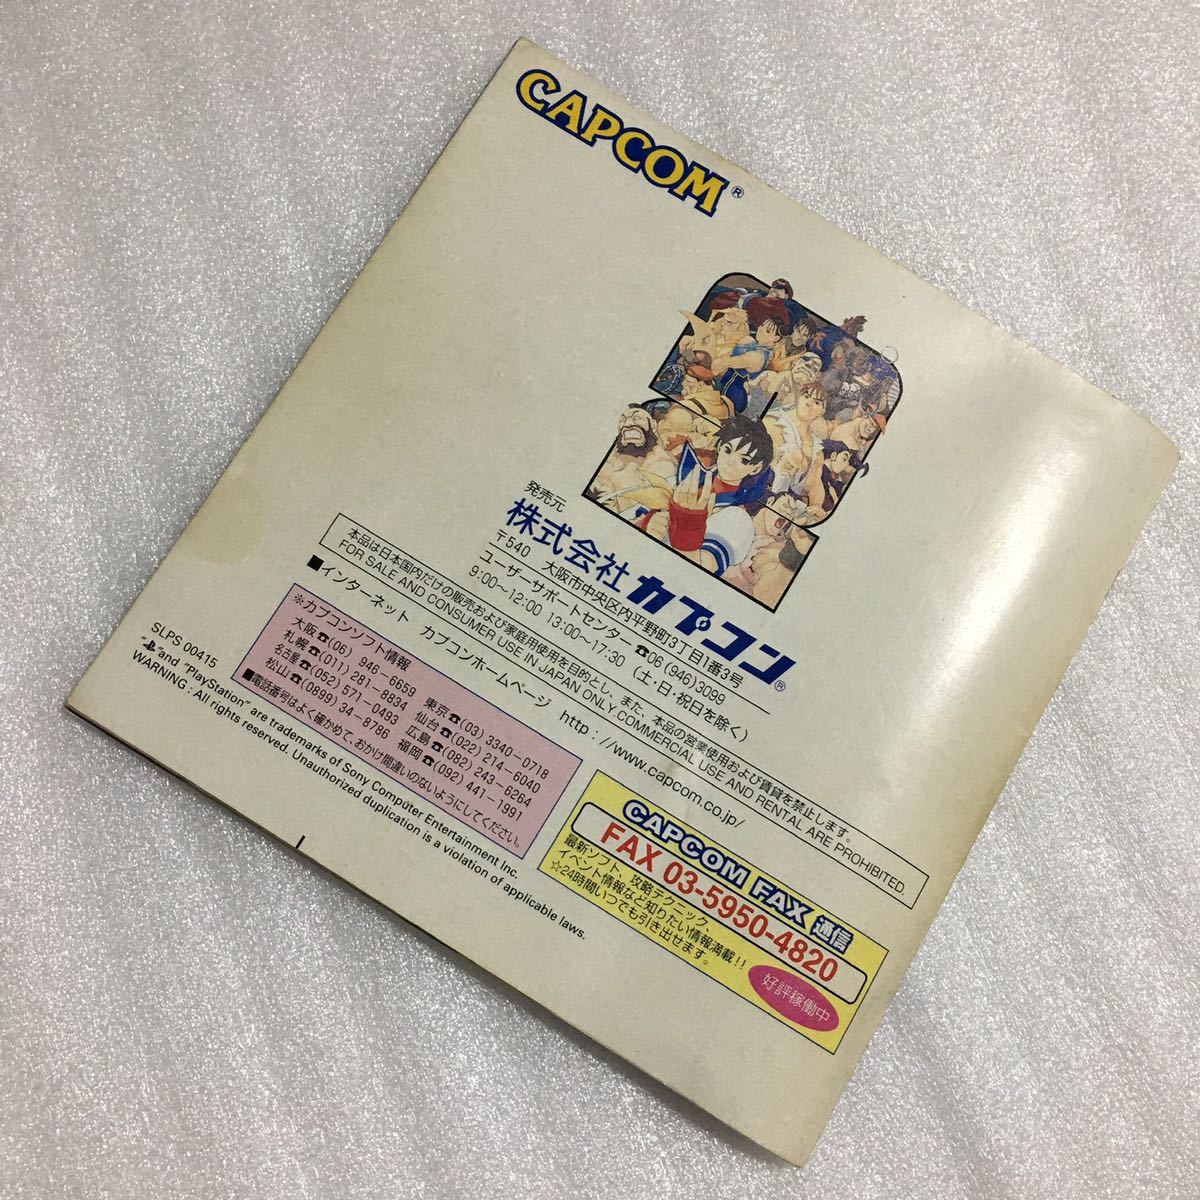 CAPCOM®
発売元
株式会社カプコン®
〒540 大阪市中央区内平野町3丁目1番3号
ユーザーサポートセンター☎06(946)3099
9:00〜12:00 13:00〜17:30 (土・日・祝日を除く)
本品は日本国内だけの販売および家庭用使用を目的とし、また、本品の営業使用および賃貸を禁止します。
FOR SALE AND CONSUMER USE IN JAPAN ONLY.COMMERCIAL USE AND RENTAL ARE PROHIBITED.
■インターネット カプコンホームページ http://www.capcom.co.jp/
※カプコンソフト情報
大阪☎(06) 946-6659 東京☎(03) 3340-0718
札幌☎(011) 281-8834 仙台☎(022) 214-6040
名古屋☎(052) 571-0493 広島☎(082) 243-6264
松山☎(0899) 34-8786 福岡☎(092) 441-1991
■電話番号はよく確かめて、おかけ間違いのないようにしてください。
CAPCOM FAX 通信
FAX 03-5950-4820
最新ソフト、攻略テクニック、
イベント情報など知りたい情報満載!!
☆24時間いつでも引き出せます。
好評稼働中
SLPS 00415
" " and "PlayStation" are trademarks of Sony Computer Entertainment Inc.
WARNING : All rights reserved. Unauthorized duplication is a violation of applicable laws.